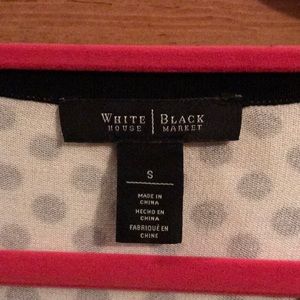 WHITE | BLACK
HOUSE | MARKET
S
MADE IN
CHINA
HECHO EN
CHINA
FABRIQUÉ EN
CHINE